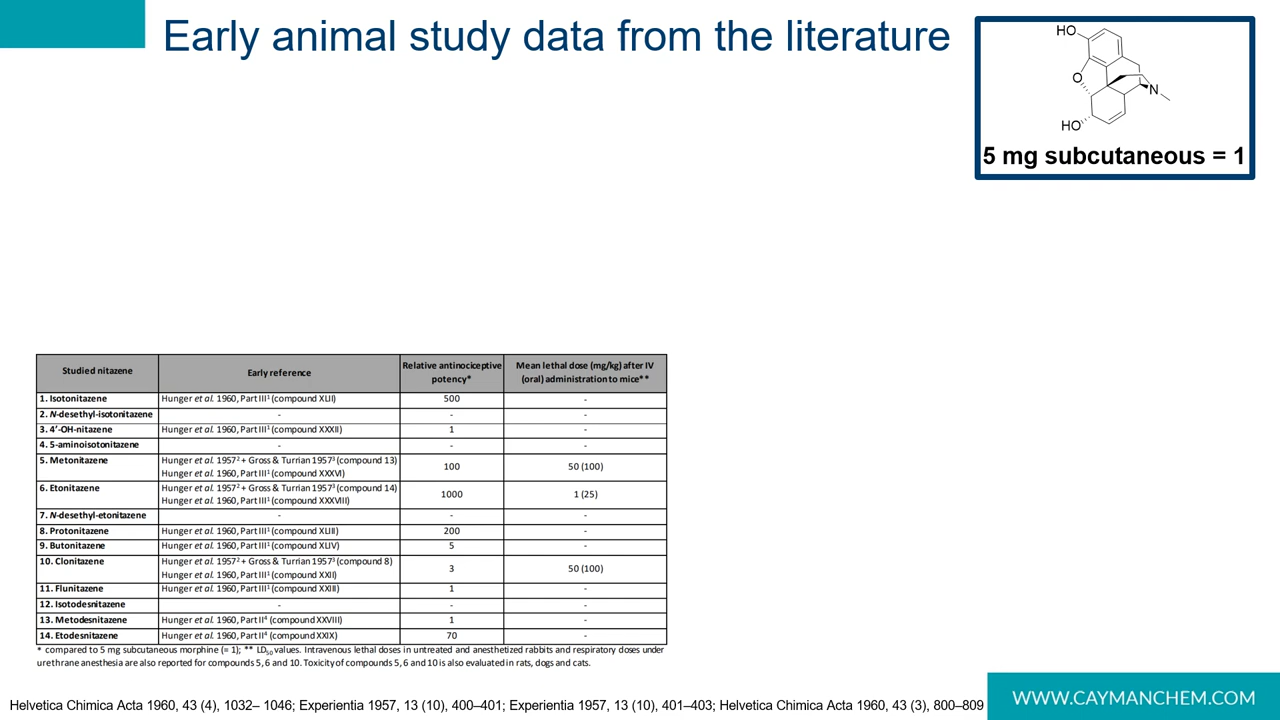 Early animal study data from the literature
HO
O
N
HO
5 mg subcutaneous = 1
Studied nitazene Early reference Relative antinociceptive potency* Mean lethal dose (mg/kg) after IV (oral) administration to mice**
1. Isotonitazene Hunger et al. 1960, Part III¹ (compound XLII) 500 -
2. N-desethyl-isotonitazene - - -
3. 4’-OH-nitazene Hunger et al. 1960, Part III¹ (compound XXXII) 1 -
4. 5-aminoisotonitazene - - -
5. Metonitazene Hunger et al. 1957² + Gross & Turrian 1957³ (compound 13)
Hunger et al. 1960, Part III¹ (compound XXXVI) 100 50 (100)
6. Etonitazene Hunger et al. 1957² + Gross & Turrian 1957³ (compound 14)
Hunger et al. 1960, Part III¹ (compound XXXVIII) 1000 1 (25)
7. N-desethyl-etonitazene - - -
8. Protonitazene Hunger et al. 1960, Part III¹ (compound XLIII) 200 -
9. Butonitazene Hunger et al. 1960, Part III¹ (compound XLIV) 5 -
10. Clonitazene Hunger et al. 1957² + Gross & Turrian 1957³ (compound 8)
Hunger et al. 1960, Part III¹ (compound XXII) 3 50 (100)
11. Flunitazene Hunger et al. 1960, Part III¹ (compound XXIII) 1 -
12. Isotodesnitazene - - -
13. Metodesnitazene Hunger et al. 1960, Part II⁴ (compound XXVIII) 1 -
14. Etodesnitazene Hunger et al. 1960, Part II⁴ (compound XXIX) 70 -
* compared to 5 mg subcutaneous morphine (= 1); ** LD₅₀ values. Intravenous lethal doses in untreated and anesthetized rabbits and respiratory doses under
urethrane anesthesia are also reported for compounds 5, 6 and 10. Toxicity of compounds 5, 6 and 10 is also evaluated in rats, dogs and cats.
Helvetica Chimica Acta 1960, 43 (4), 1032– 1046; Experientia 1957, 13 (10), 400–401; Experientia 1957, 13 (10), 401–403; Helvetica Chimica Acta 1960, 43 (3), 800–809
WWW.CAYMANCHEM.COM